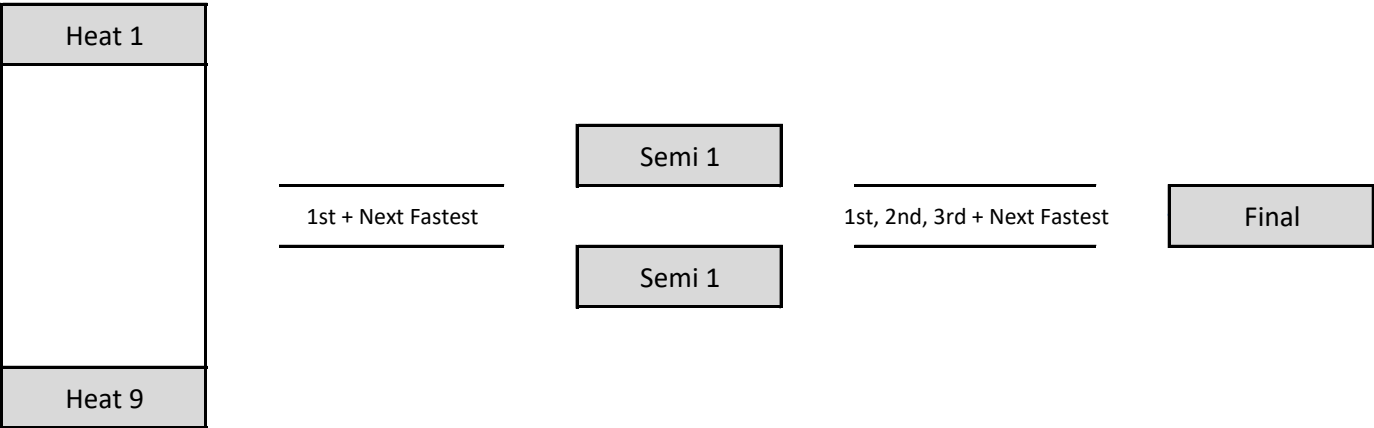 Heat 1
Semi 1
1st + Next Fastest
1st, 2nd, 3rd + Next Fastest
Final
Semi 1
Heat 9